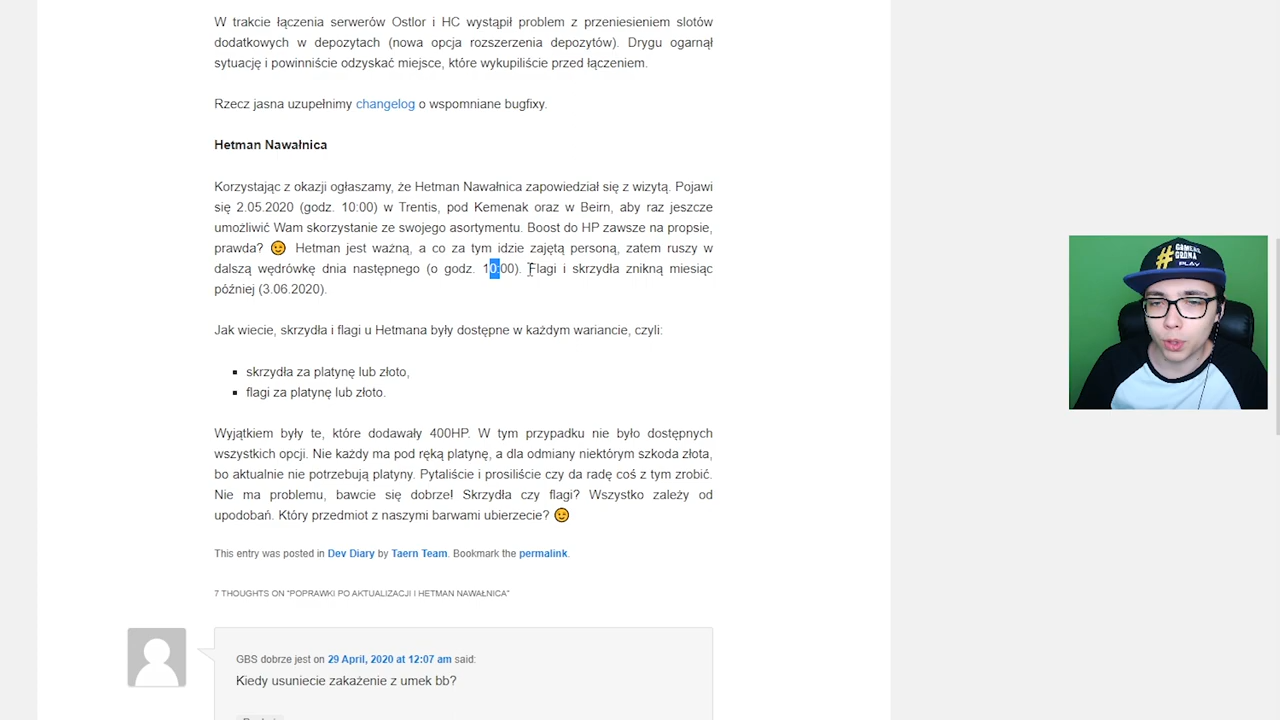 W trakcie łączenia serwerów Ostlor i HC wystąpił problem z przeniesieniem slotów
dodatkowych w depozytach (nowa opcja rozszerzenia depozytów). Drygu ogarnął
sytuację i powinniście odzyskać miejsce, które wykupiliście przed łączeniem.
Rzecz jasna uzupełnimy changelog o wspomniane bugfixy.
Hetman Nawałnica
Korzystając z okazji ogłaszamy, że Hetman Nawałnica zapowiedział się z wizytą. Pojawi
się 2.05.2020 (godz. 10:00) w Trentis, pod Kemenak oraz w Beirn, aby raz jeszcze
umożliwić Wam skorzystanie ze swojego asortymentu. Boost do HP zawsze na propsie,
prawda? 😉 Hetman jest ważną, a co za tym idzie zajętą personą, zatem ruszy w
dalszą wędrówkę dnia następnego (o godz. 10:00). Flagi i skrzydła znikną miesiąc
później (3.06.2020).
Jak wiecie, skrzydła i flagi u Hetmana były dostępne w każdym wariancie, czyli:
▪ skrzydła za platynę lub złoto,
▪ flagi za platynę lub złoto.
Wyjątkiem były te, które dodawały 400HP. W tym przypadku nie było dostępnych
wszystkich opcji. Nie każdy ma pod ręką platynę, a dla odmiany niektórym szkoda złota,
bo aktualnie nie potrzebują platyny. Pytaliście i prosiliście czy da radę coś z tym zrobić.
Nie ma problemu, bawcie się dobrze! Skrzydła czy flagi? Wszystko zależy od
upodobań. Który przedmiot z naszymi barwami ubierzecie? 😉
This entry was posted in Dev Diary by Taern Team. Bookmark the permalink.
7 THOUGHTS ON “POPRAWKI PO AKTUALIZACJI I HETMAN NAWAŁNICA”
GBS dobrze jest on 29 April, 2020 at 12:07 am said:
Kiedy usuniecie zakażenie z umek bb?
# GAMERS
GRONA
PLAY